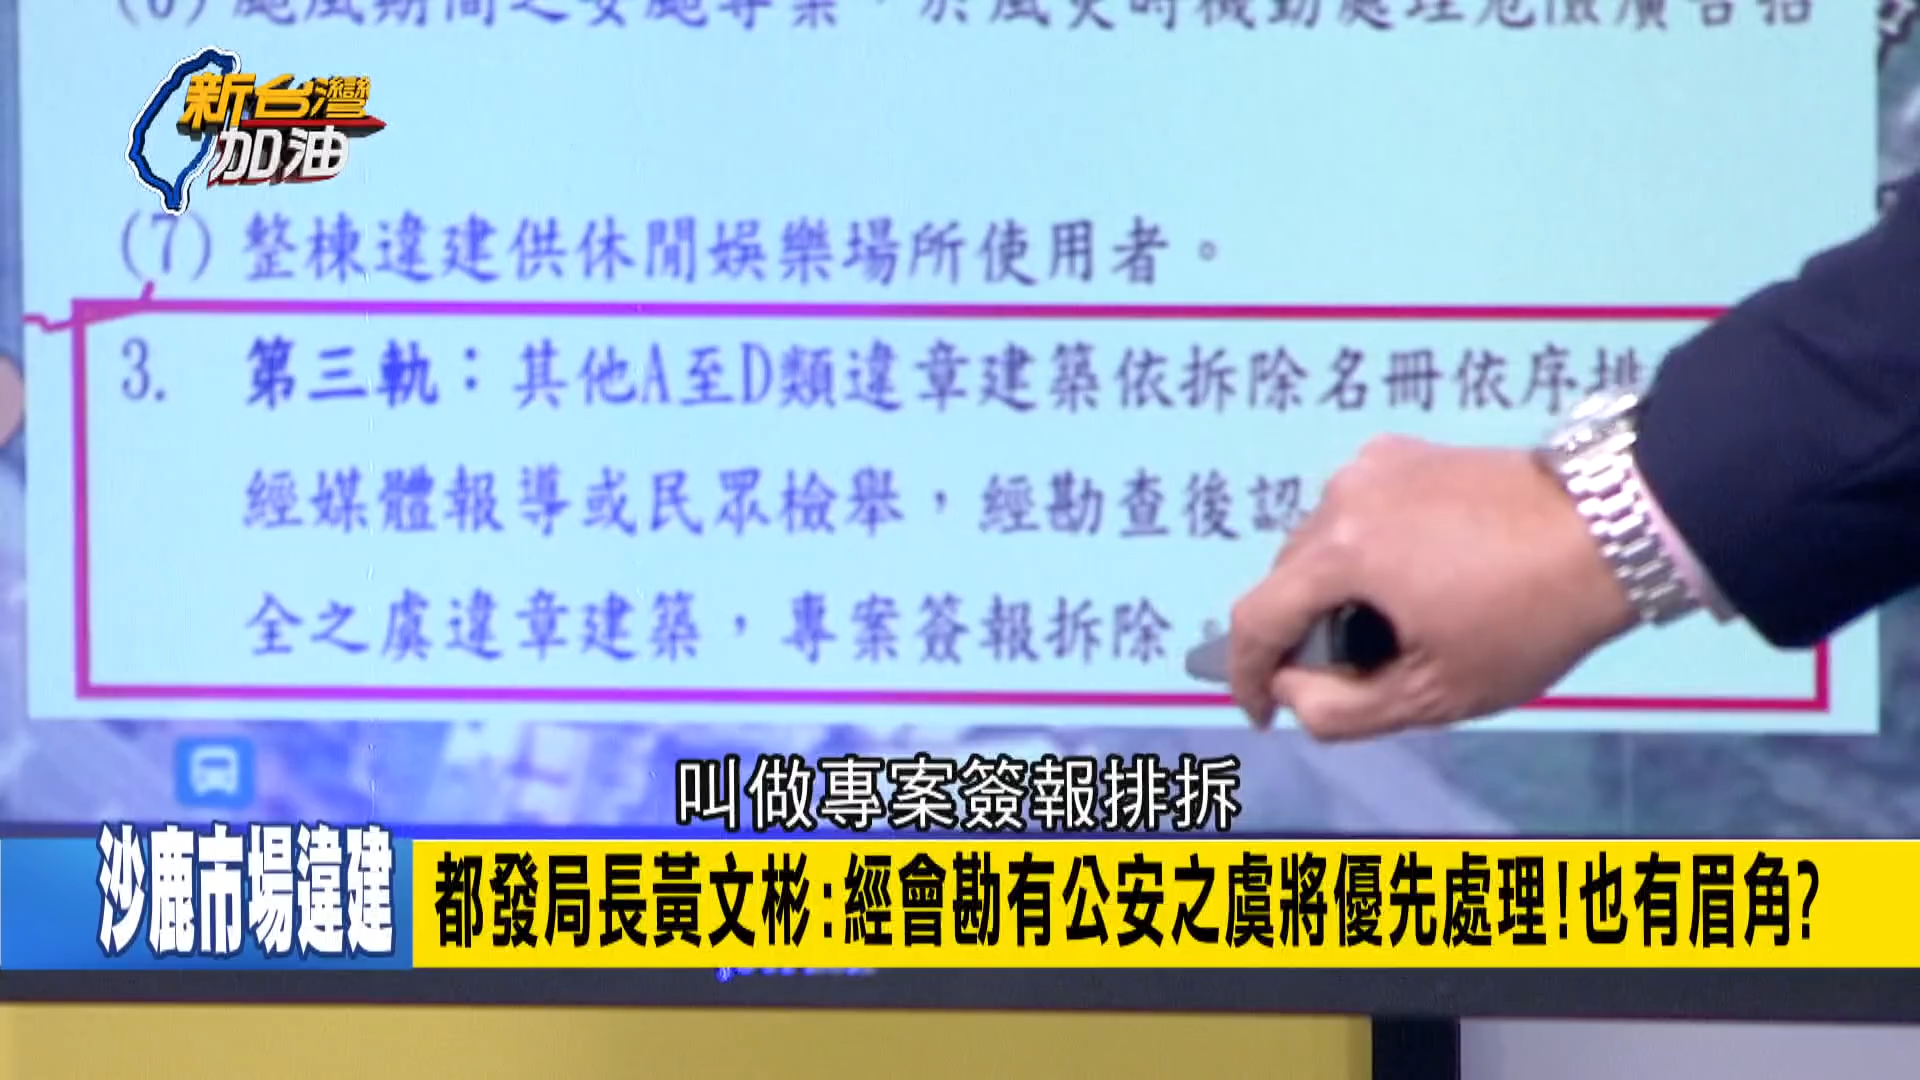 新台灣
加油
(7) 整棟違建供休閒娛樂場所使用者。
3. 第三軌：其他A至D類違章建築依拆除名冊依序排
經媒體報導或民眾檢舉，經勘查後認
全之虞違章建築，專案簽報拆除。
叫做專案簽報排拆
沙鹿市場違建
都發局長黃文彬:經會勘有公安之虞將優先處理!也有眉角?